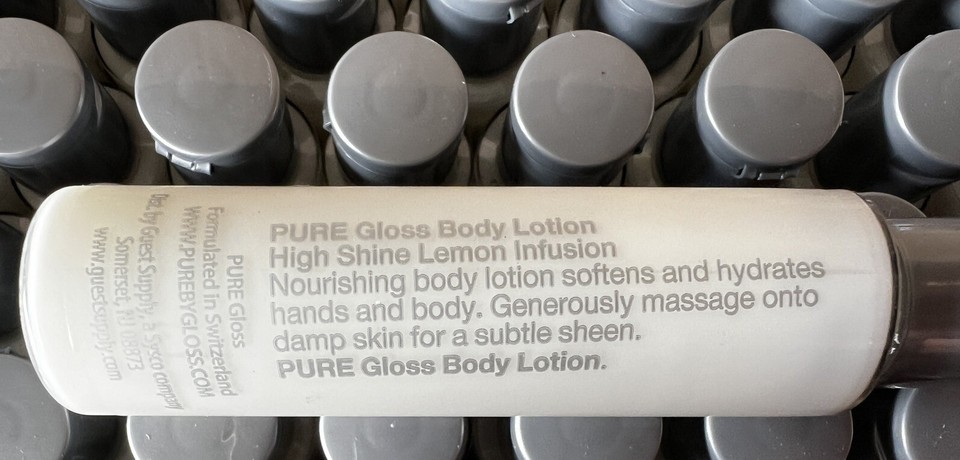 PURE Gloss Body Lotion
High Shine Lemon Infusion
Nourishing body lotion softens and hydrates
hands and body. Generously massage onto
damp skin for a subtle sheen.
PURE Gloss Body Lotion.
PURE Gloss
Formulated in Switzerland
WWW.PUREBYGLOSS.COM
Dist. by Guest Supply, a Sysco company
Somerset, NJ 08873
www.guestsupply.com